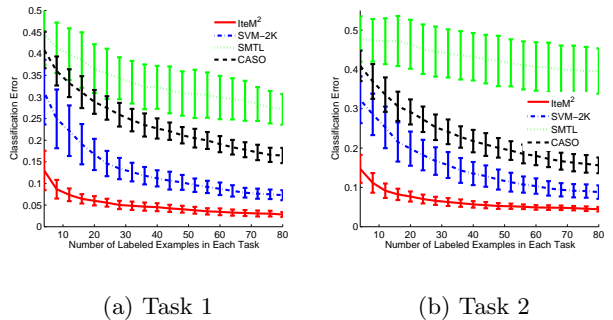 0.5
0.45
0.4
0.35
0.3
0.25
0.2
0.15
0.1
0.05
0
Classification Error
IteM²
SVM−2K
SMTL
CASO
10 20 30 40 50 60 70 80
Number of Labeled Examples in Each Task
(a) Task 1
0.5
0.4
0.3
0.2
0.1
0
Classification Error
IteM²
SVM−2K
SMTL
CASO
10 20 30 40 50 60 70 80
Number of Labeled Examples in Each Task
(b) Task 2